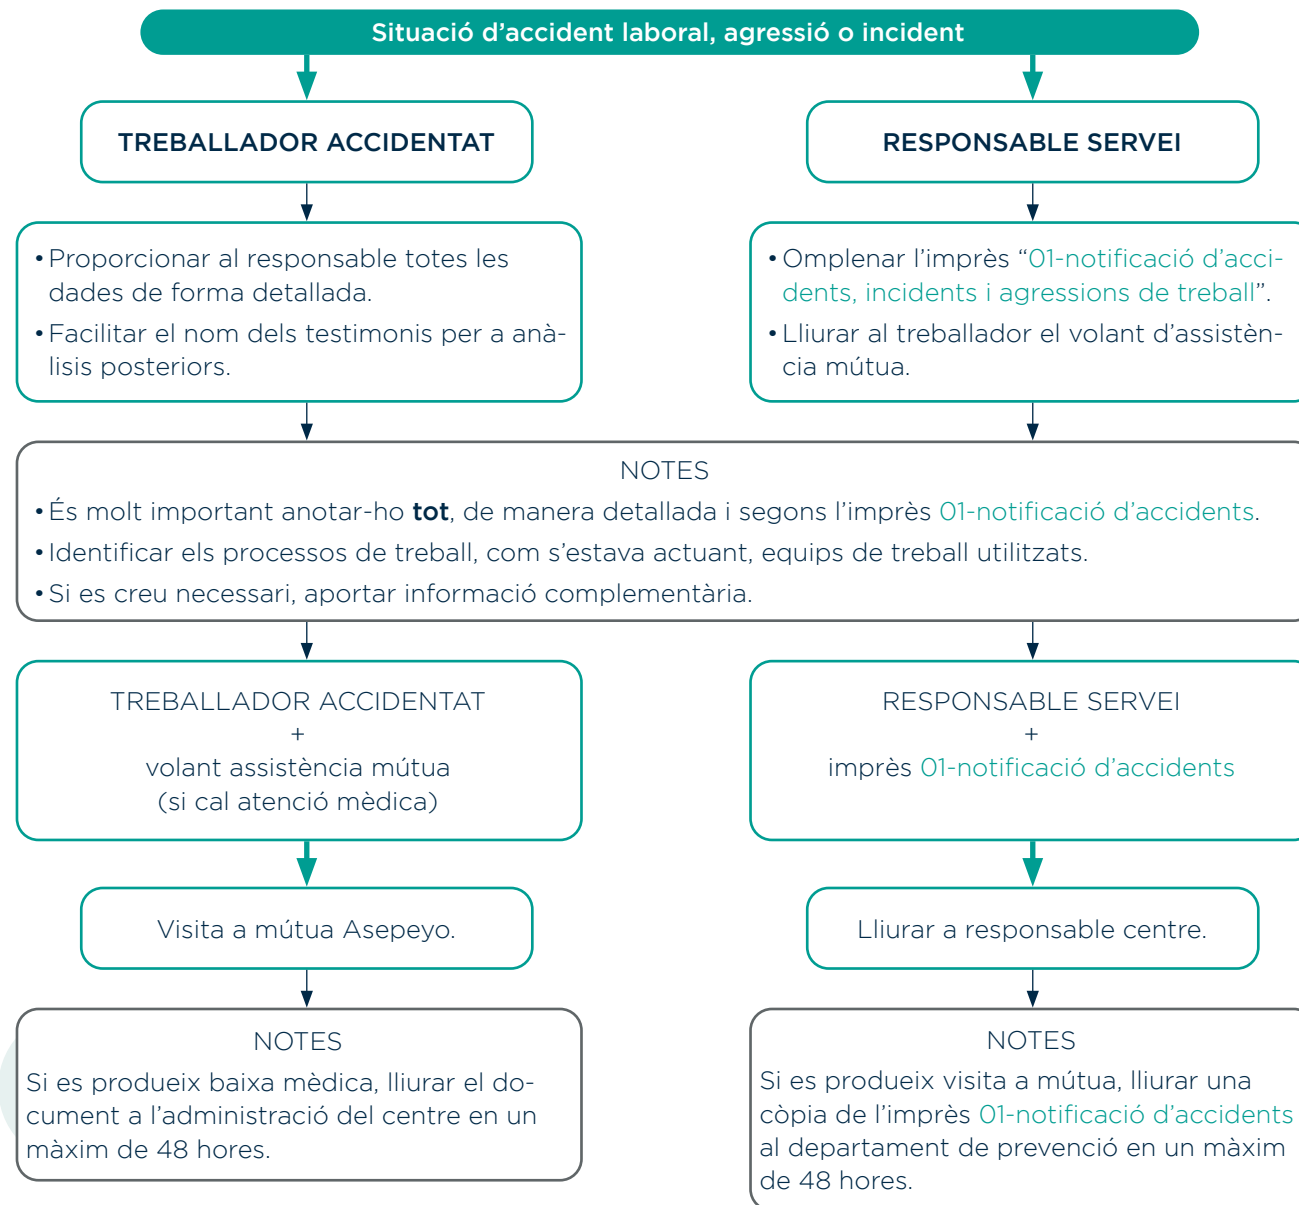 Situació d’accident laboral, agressió o incident
TREBALLADOR ACCIDENTAT
RESPONSABLE SERVEI
• Proporcionar al responsable totes les
dades de forma detallada.
• Facilitar el nom dels testimonis per a anà-
lisis posteriors.
• Omplenar l’imprès “01-notificació d’acci-
dents, incidents i agressions de treball”.
• Lliurar al treballador el volant d’assistèn-
cia mútua.
NOTES
• És molt important anotar-ho tot, de manera detallada i segons l’imprès 01-notificació d’accidents.
• Identificar els processos de treball, com s’estava actuant, equips de treball utilitzats.
• Si es creu necessari, aportar informació complementària.
TREBALLADOR ACCIDENTAT
+
volant assistència mútua
(si cal atenció mèdica)
RESPONSABLE SERVEI
+
imprès 01-notificació d’accidents
Visita a mútua Asepeyo.
Lliurar a responsable centre.
NOTES
Si es produeix baixa mèdica, lliurar el do-
cument a l’administració del centre en un
màxim de 48 hores.
NOTES
Si es produeix visita a mútua, lliurar una
còpia de l’imprès 01-notificació d’accidents
al departament de prevenció en un màxim
de 48 hores.